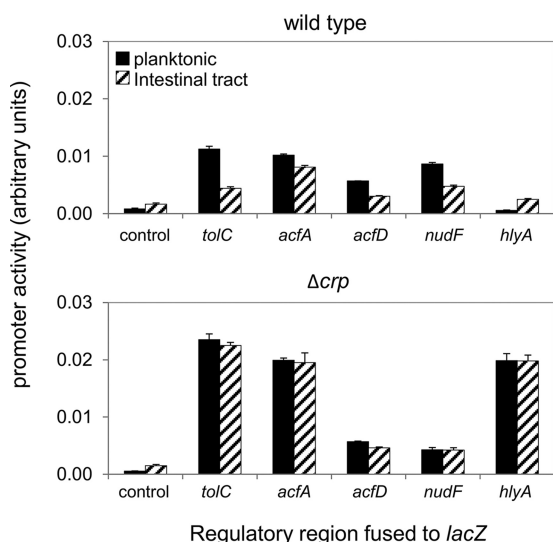 wild type
promoter activity (arbitrary units)
0.03
0.02
0.01
0.00
planktonic
Intestinal tract
control tolC acfA acfD nudF hlyA
Δcrp
0.03
0.02
0.01
0.00
control tolC acfA acfD nudF hlyA
Regulatory region fused to lacZ